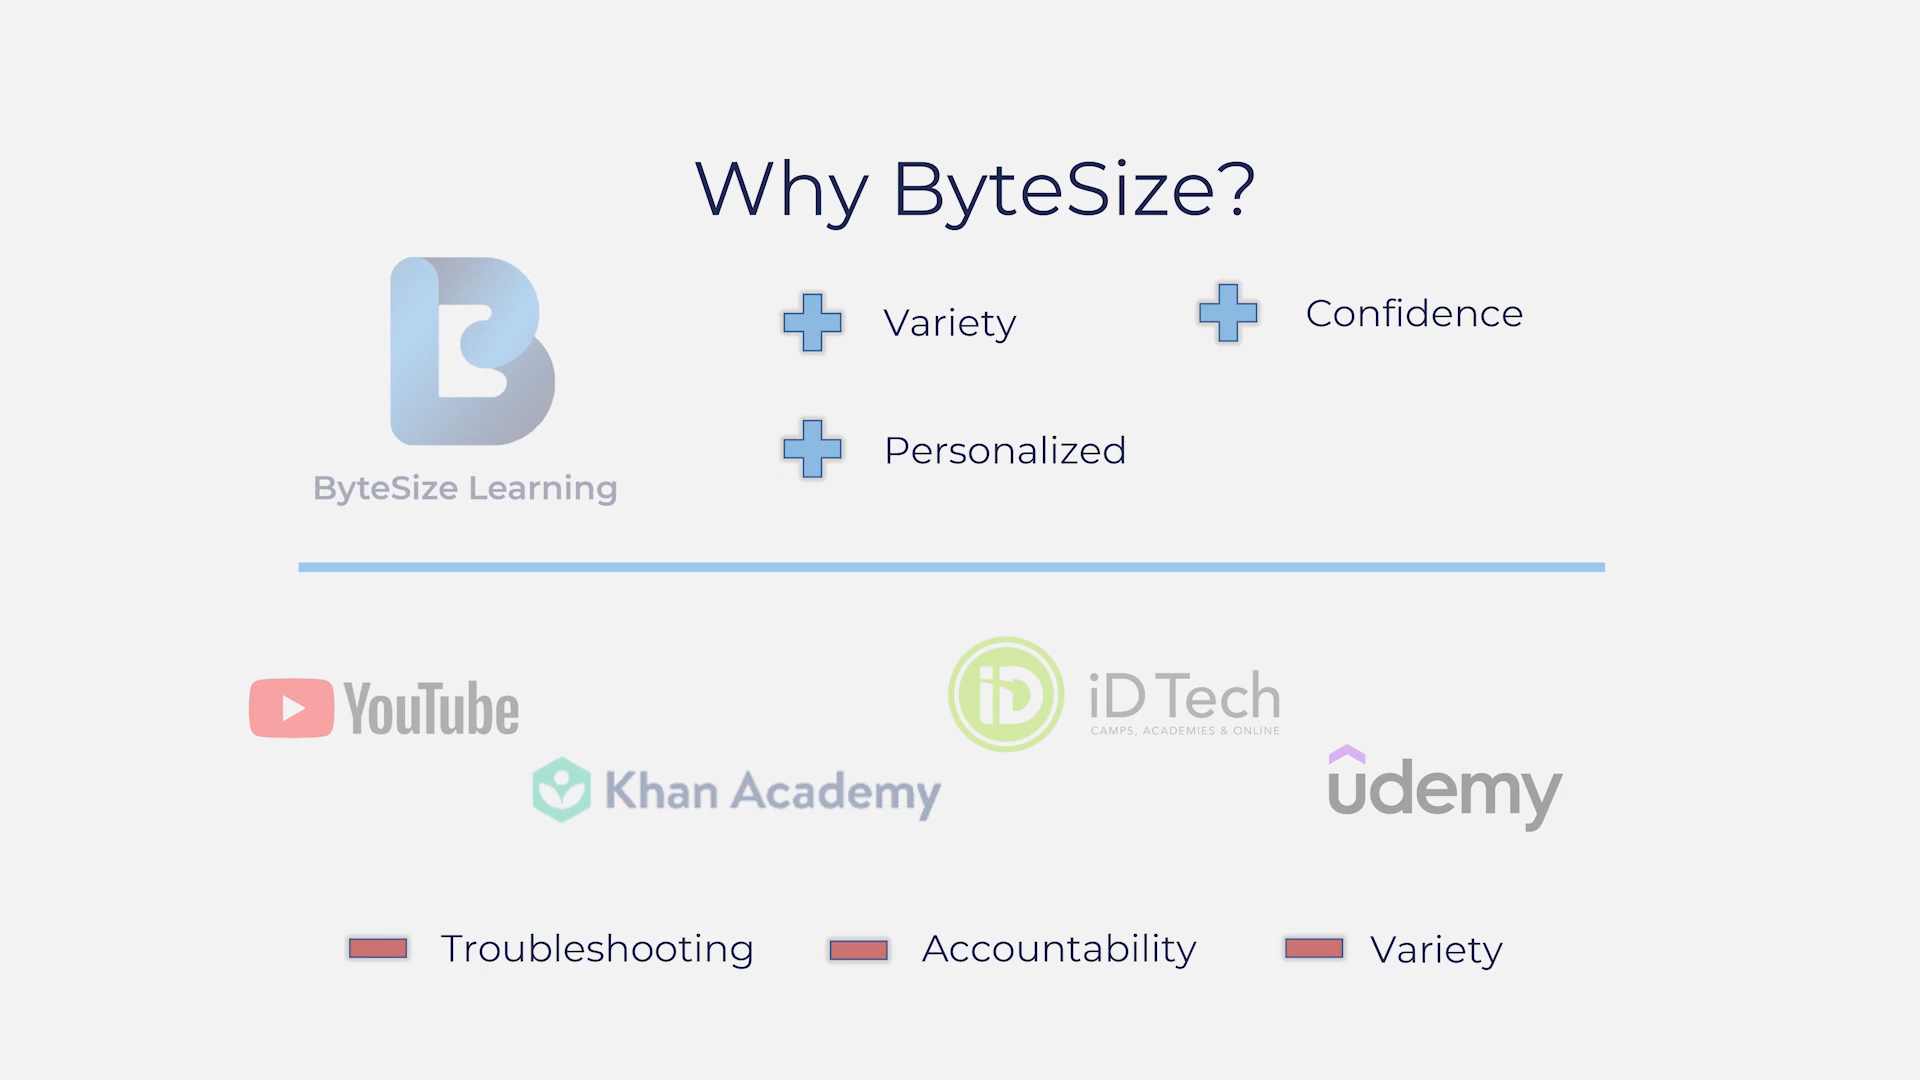 Why ByteSize?
Variety
Confidence
Personalized
ByteSize Learning
YouTube
iD
iD Tech
CAMPS, ACADEMIES & ONLINE
Khan Academy
udemy
Troubleshooting
Accountability
Variety